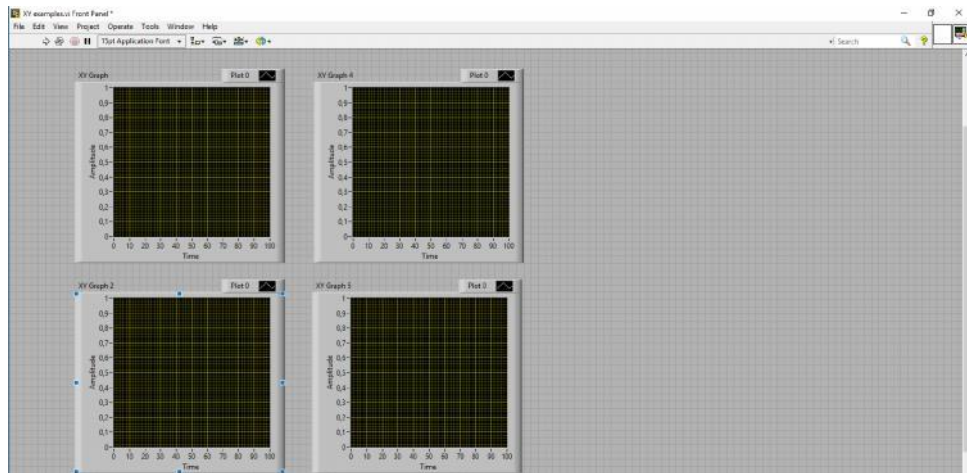 XY examples.vi Front Panel *
File Edit View Project Operate Tools Window Help
15pt Application Font
Search
XY Graph
Plot 0
1
0,9
0,8
0,7
0,6
0,5
0,4
0,3
0,2
0,1
0
Amplitude
0 10 20 30 40 50 60 70 80 90 100
Time
XY Graph 4
Plot 0
1
0,9
0,8
0,7
0,6
0,5
0,4
0,3
0,2
0,1
0
Amplitude
0 10 20 30 40 50 60 70 80 90 100
Time
XY Graph 2
Plot 0
1
0,9
0,8
0,7
0,6
0,5
0,4
0,3
0,2
0,1
0
Amplitude
0 10 20 30 40 50 60 70 80 90 100
Time
XY Graph 5
Plot 0
1
0,9
0,8
0,7
0,6
0,5
0,4
0,3
0,2
0,1
0
Amplitude
0 10 20 30 40 50 60 70 80 90 100
Time